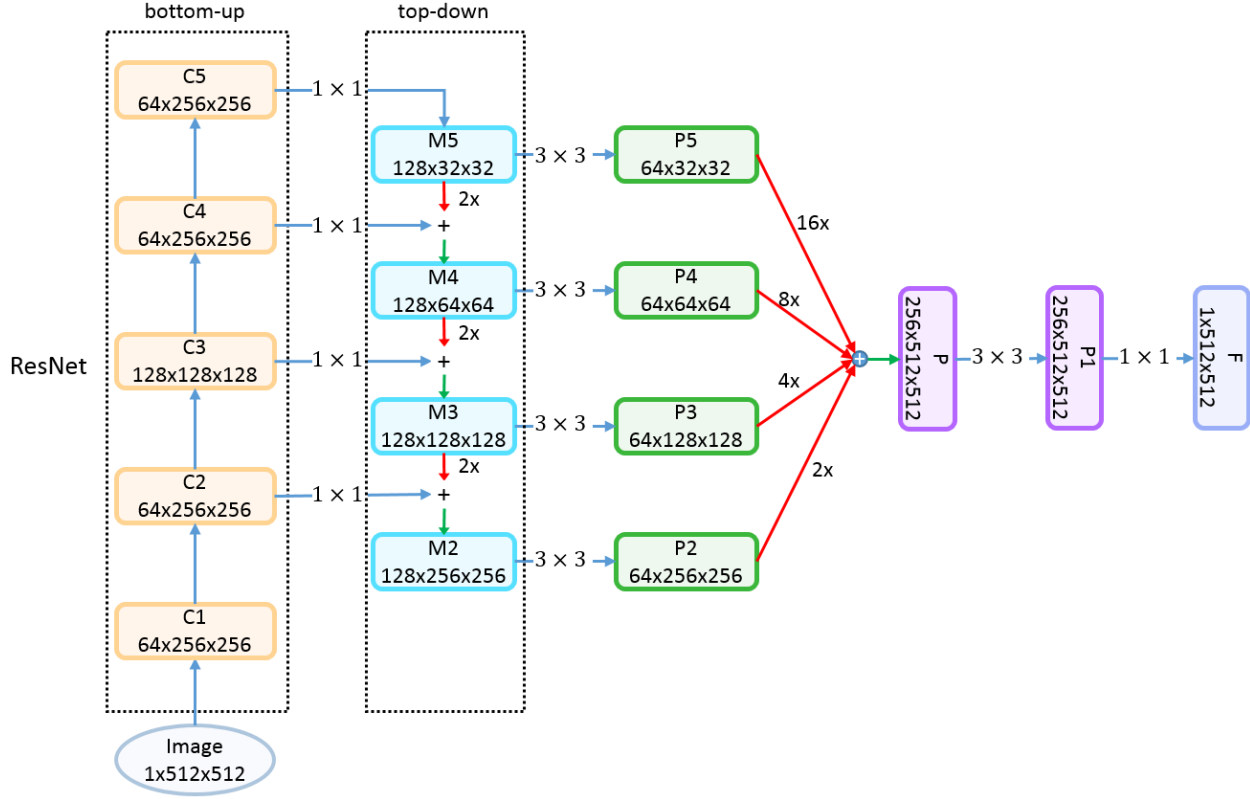 bottom-up
top-down
C5
64x256x256
1 × 1
M5
128x32x32
3 × 3
P5
64x32x32
2x
16x
C4
64x256x256
1 × 1
+
M4
128x64x64
3 × 3
P4
64x64x64
8x
2x
ResNet
C3
128x128x128
1 × 1
+
+
P
256x512x512
3 × 3
P1
256x512x512
1 × 1
F
1x512x512
4x
M3
128x128x128
3 × 3
P3
64x128x128
2x
2x
C2
64x256x256
1 × 1
+
M2
128x256x256
3 × 3
P2
64x256x256
C1
64x256x256
Image
1x512x512